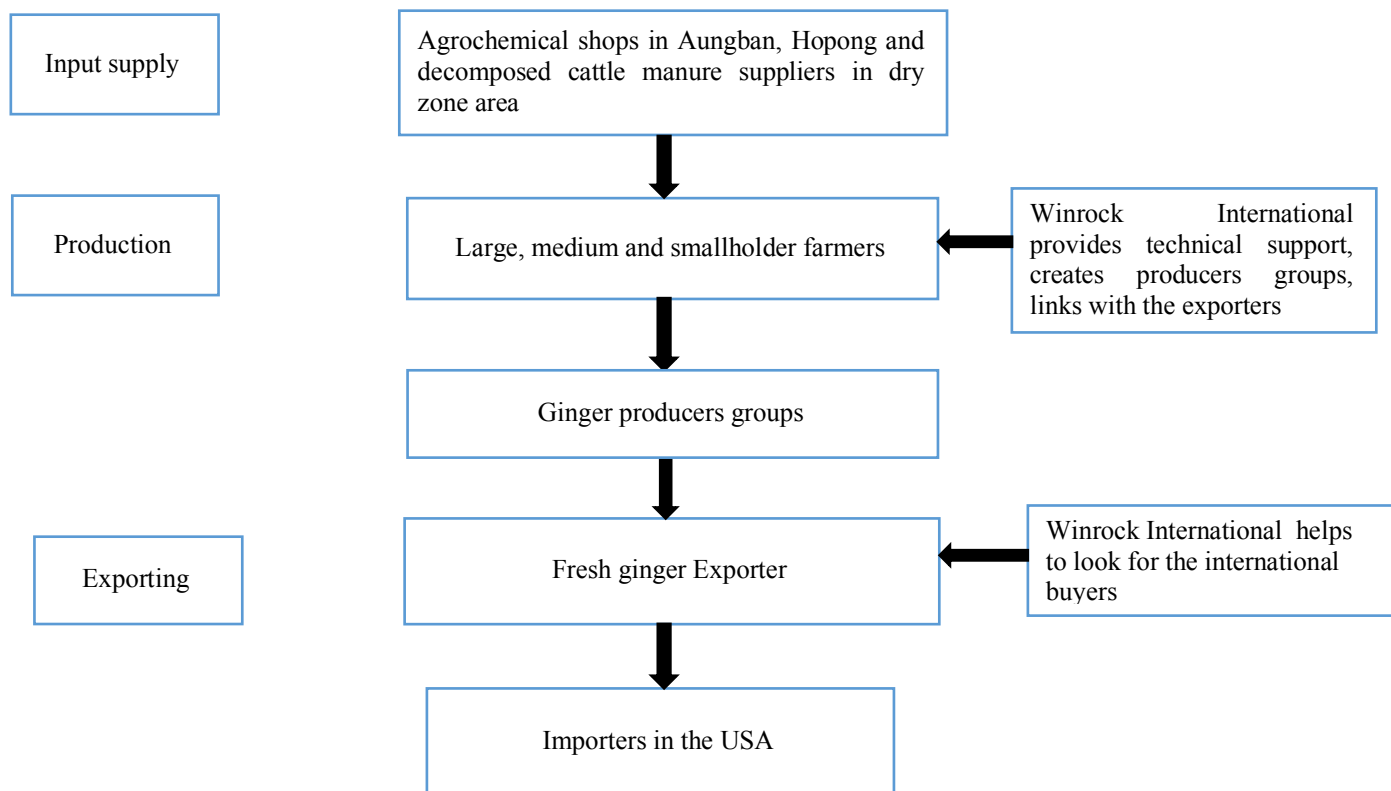 Input supply
Agrochemical shops in Aungban, Hopong and
decomposed cattle manure suppliers in dry
zone area
Production
Large, medium and smallholder farmers
Winrock International
provides technical support,
creates producers groups,
links with the exporters
Ginger producers groups
Exporting
Fresh ginger Exporter
Winrock International helps
to look for the international
buyers
Importers in the USA